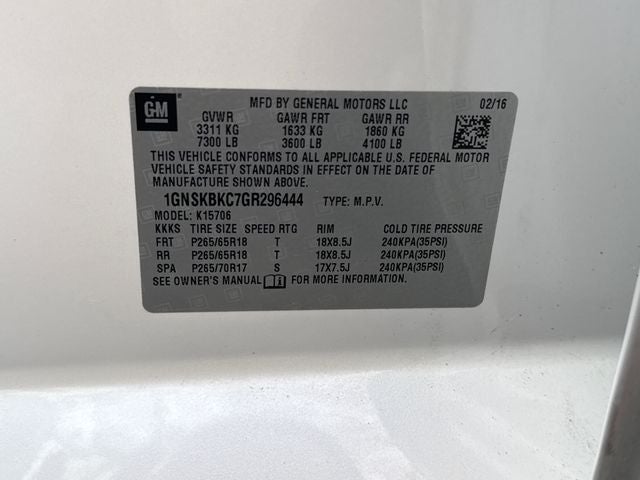 GM MFD BY GENERAL MOTORS LLC 02/16
GVWR GAWR FRT GAWR RR
3311 KG 1633 KG 1860 KG
7300 LB 3600 LB 4100 LB
THIS VEHICLE CONFORMS TO ALL APPLICABLE U.S. FEDERAL MOTOR
VEHICLE SAFETY STANDARDS IN EFFECT ON THE DATE OF
MANUFACTURE SHOWN ABOVE.
1GNSKBKC7GR296444 TYPE: M.P.V.
MODEL: K15706
KKKS TIRE SIZE SPEED RTG RIM COLD TIRE PRESSURE
FRT P265/65R18 T 18X8.5J 240KPA(35PSI)
RR P265/65R18 T 18X8.5J 240KPA(35PSI)
SPA P265/70R17 S 17X7.5J 240KPA(35PSI)
SEE OWNER'S MANUAL FOR MORE INFORMATION.